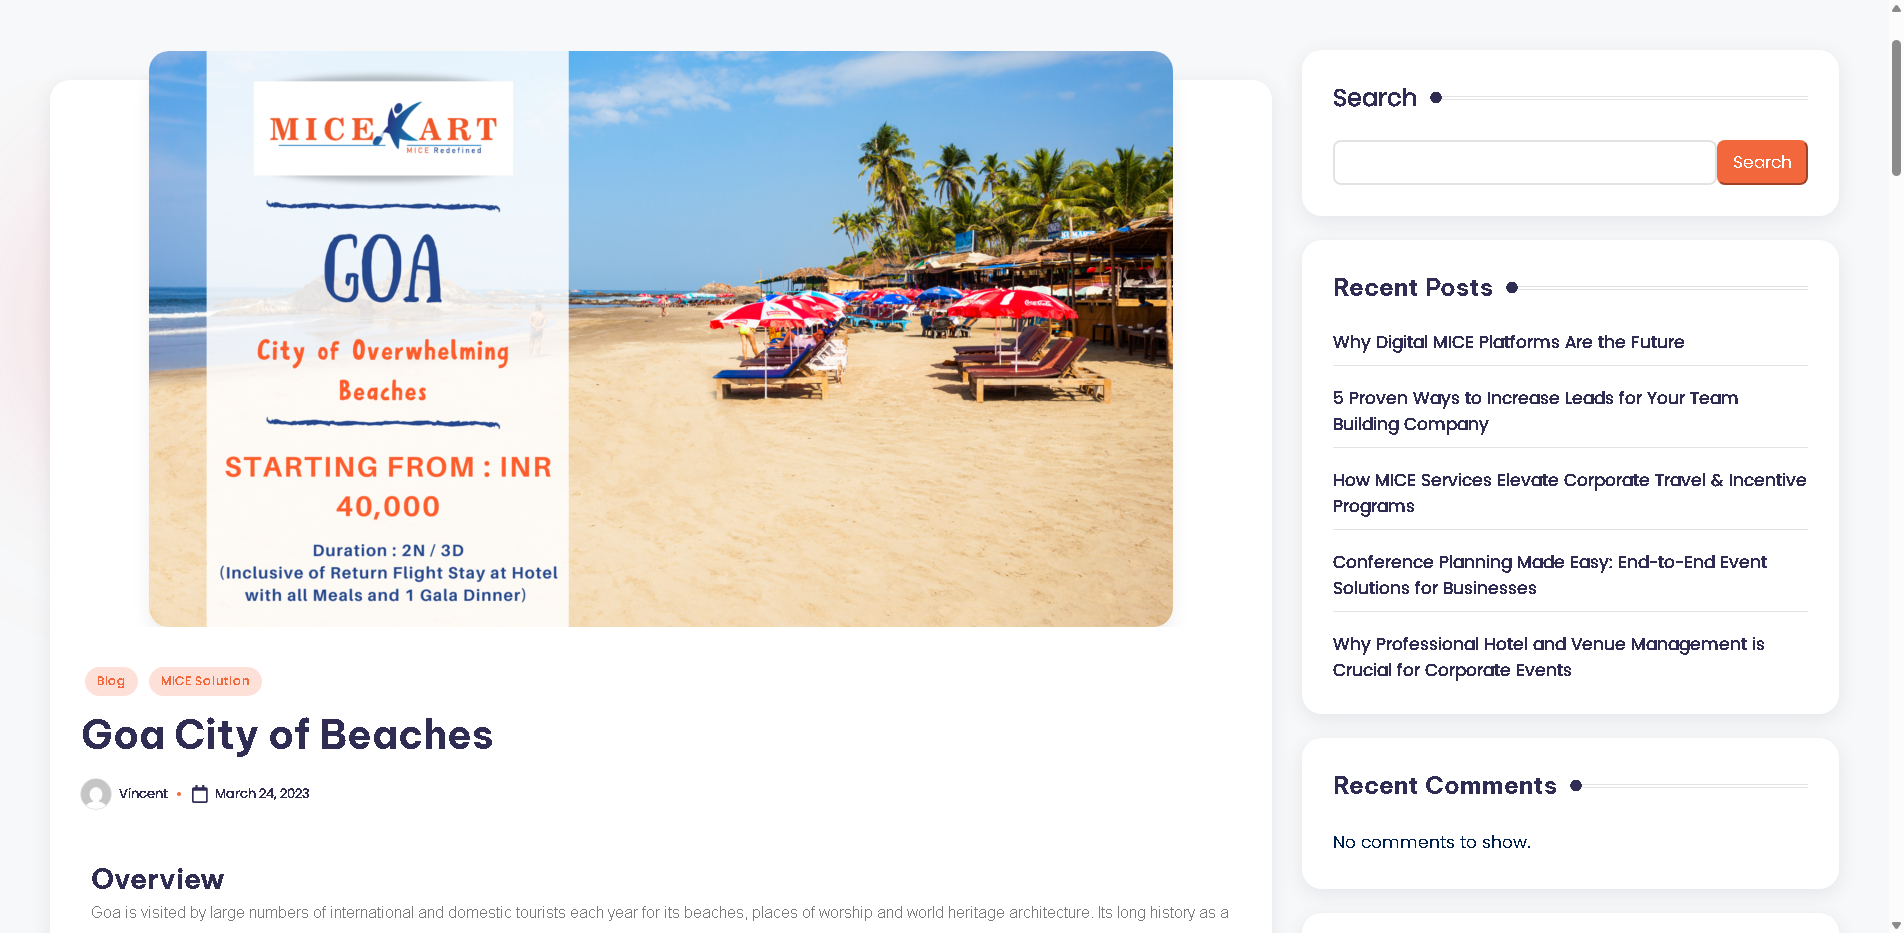 MICEKART
MICE Redefined
GOA
City of Overwhelming
Beaches
STARTING FROM : INR
40,000
Duration : 2N / 3D
(Inclusive of Return Flight Stay at Hotel
with all Meals and 1 Gala Dinner)
Blog
MICE Solution
Goa City of Beaches
Vincent
March 24, 2023
Overview
Goa is visited by large numbers of international and domestic tourists each year for its beaches, places of worship and world heritage architecture. Its long history as a
Search
Search
Recent Posts
Why Digital MICE Platforms Are the Future
5 Proven Ways to Increase Leads for Your Team
Building Company
How MICE Services Elevate Corporate Travel & Incentive
Programs
Conference Planning Made Easy: End-to-End Event
Solutions for Businesses
Why Professional Hotel and Venue Management is
Crucial for Corporate Events
Recent Comments
No comments to show.